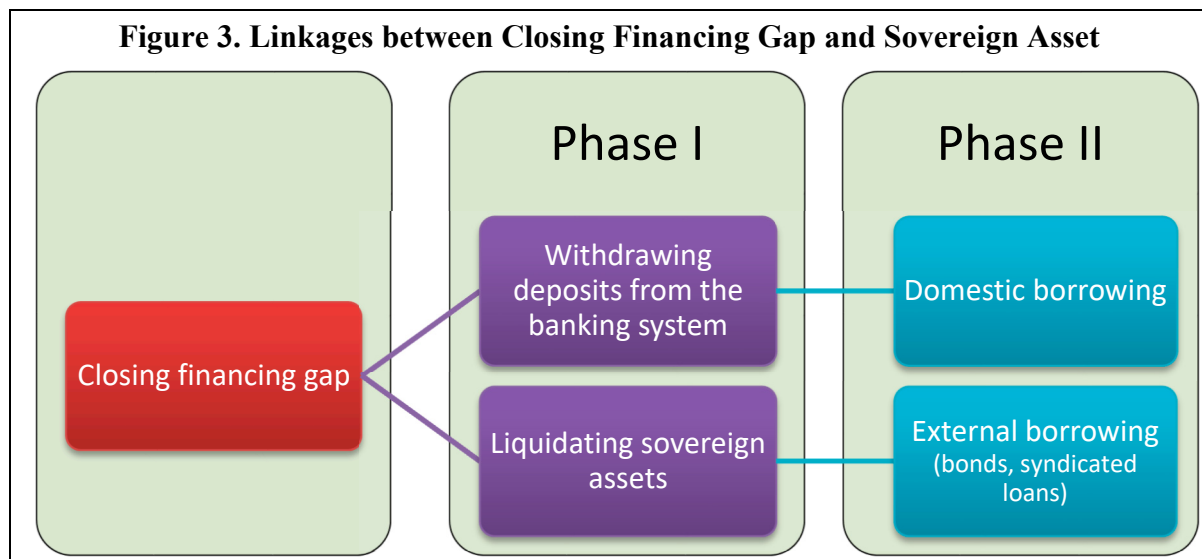 Figure 3. Linkages between Closing Financing Gap and Sovereign Asset
Phase I
Phase II
Closing financing gap
Withdrawing
deposits from the
banking system
Domestic borrowing
Liquidating sovereign
assets
External borrowing
(bonds, syndicated
loans)